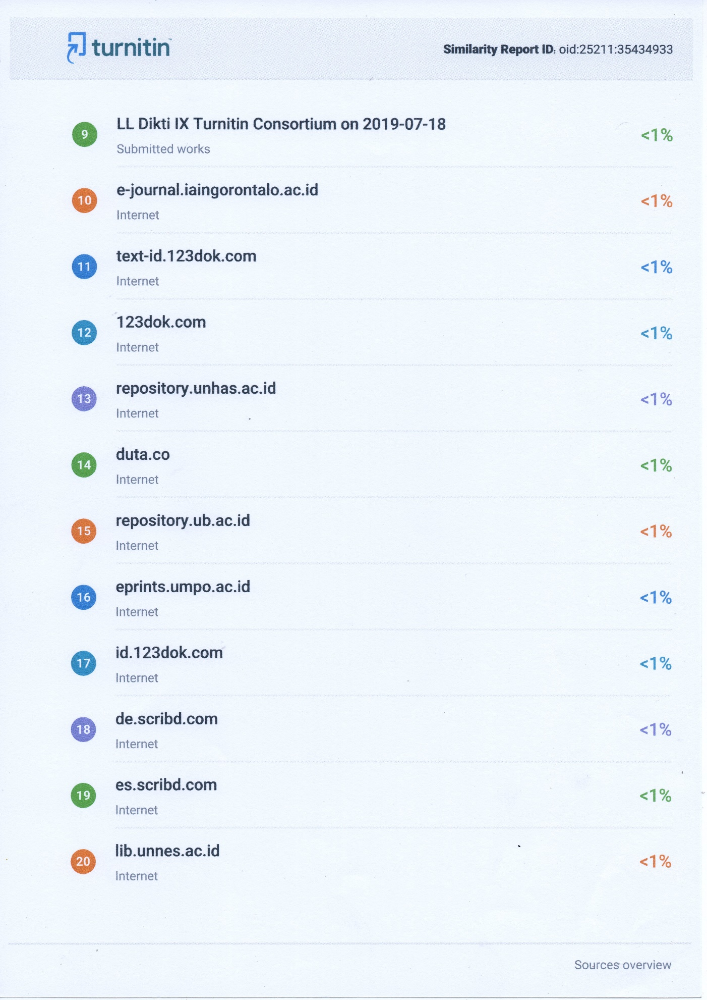 turnitin™
Similarity Report ID: oid:25211:35434933
9
LL Dikti IX Turnitin Consortium on 2019-07-18
<1%
Submitted works
10
e-journal.iaingorontalo.ac.id
<1%
Internet
11
text-id.123dok.com
<1%
Internet
12
123dok.com
<1%
Internet
13
repository.unhas.ac.id
<1%
Internet
14
duta.co
<1%
Internet
15
repository.ub.ac.id
<1%
Internet
16
eprints.umpo.ac.id
<1%
Internet
17
id.123dok.com
<1%
Internet
18
de.scribd.com
<1%
Internet
19
es.scribd.com
<1%
Internet
20
lib.unnes.ac.id
<1%
Internet
Sources overview